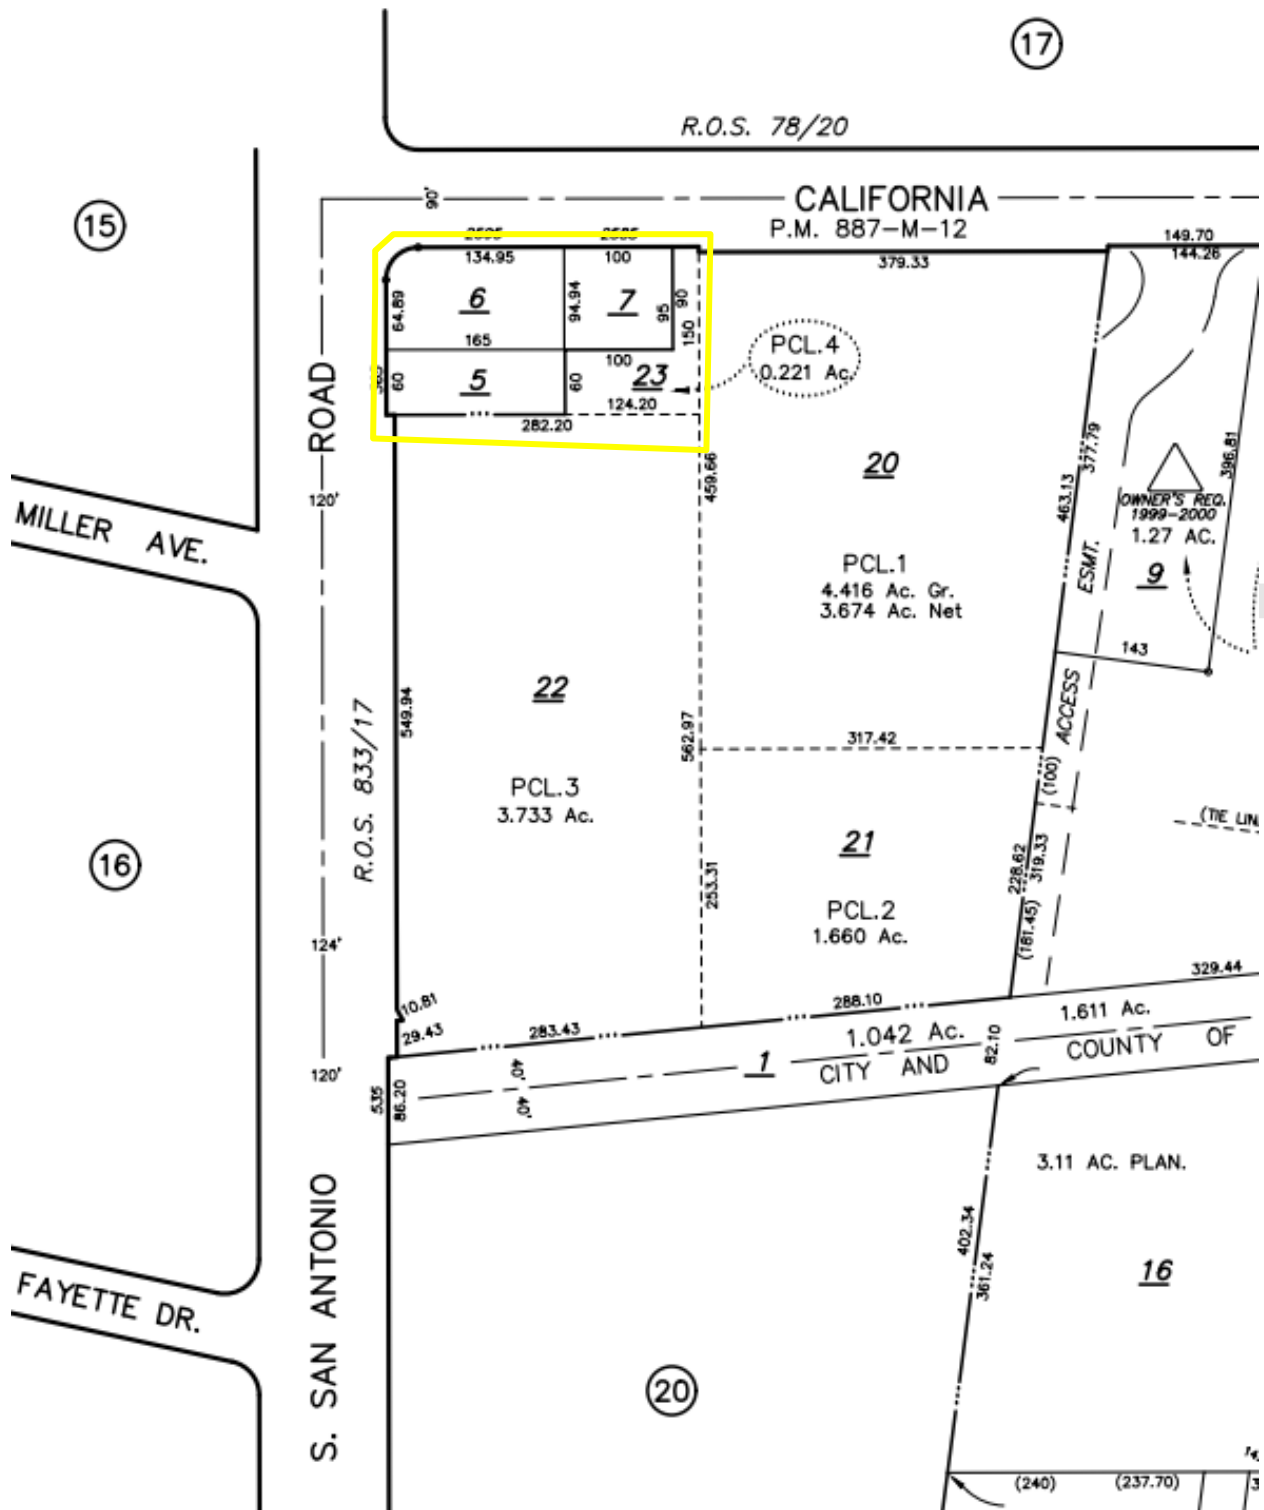 17
R.O.S. 78/20
15
90'
CALIFORNIA
P.M. 887-M-12
2595
2585
149.70
144.26
134.95
100
379.33
6
7
64.89
94.94
95
90
150
165
100
PCL.4
0.221 Ac.
60
5
60
23
124.20
282.20
ROAD
459.66
20
463.13
377.79
396.81
OWNER'S REQ.
1999-2000
1.27 AC.
9
120'
MILLER AVE.
PCL.1
4.416 Ac. Gr.
3.674 Ac. Net
ESMT.
143
22
549.94
R.O.S. 833/17
ACCESS
562.97
317.42
(100)
PCL.3
3.733 Ac.
(TIE
21
228.62
319.33
16
253.31
PCL.2
1.660 Ac.
(181.45)
124'
329.44
10.81
29.43
283.43
288.10
1.042 Ac.
1.611 Ac.
82.10
120'
40'
40'
1
CITY AND
COUNTY OF
535
86.20
3.11 AC. PLAN.
S. SAN ANTONIO
402.34
361.24
16
FAYETTE DR.
20
(240)
(237.70)